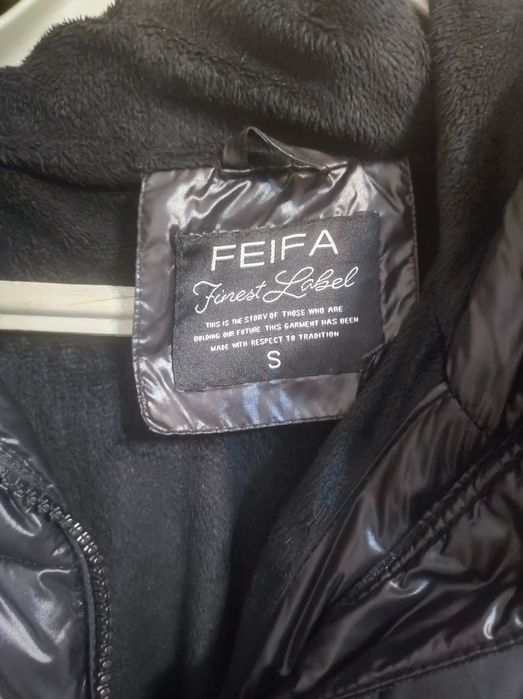 FEIFA
Finest Label
THIS IS THE STORY OF THOSE WHO ARE
BOLDING OUR FUTURE THIS GARMENT HAS BEEN
MADE WITH RESPECT TO TRADITION
S